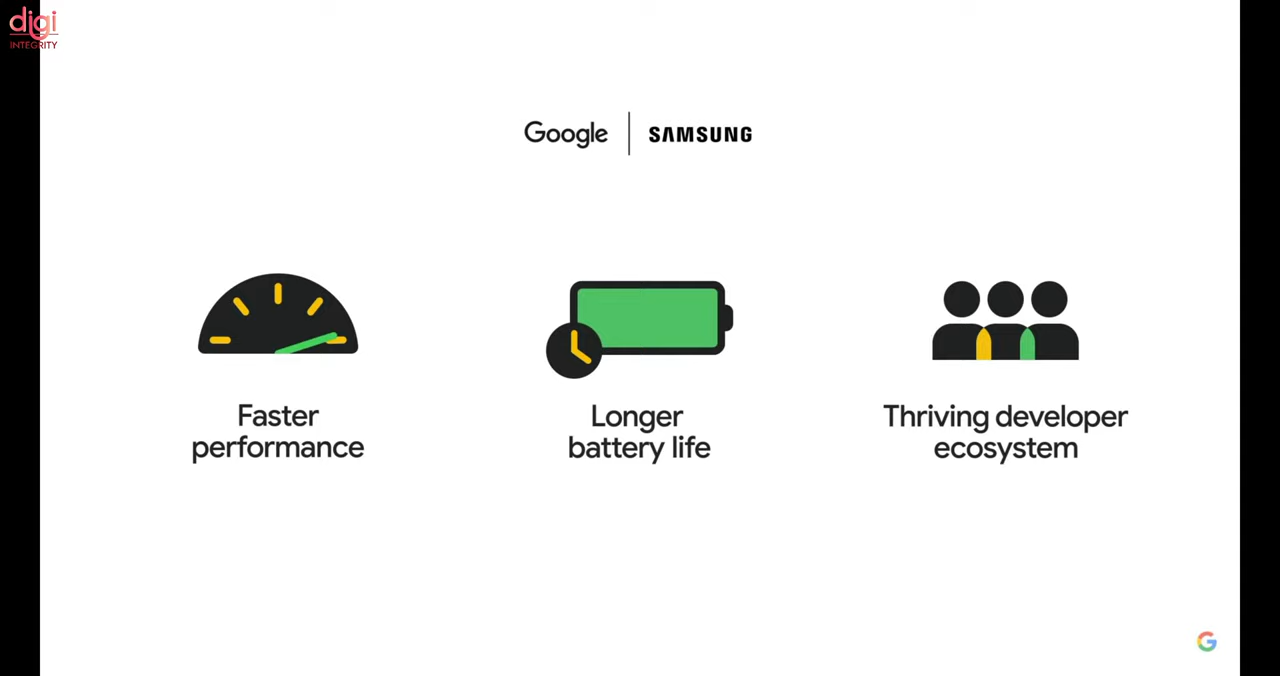 digi
INTEGRITY
Google | SAMSUNG
Faster
performance
Longer
battery life
Thriving developer
ecosystem